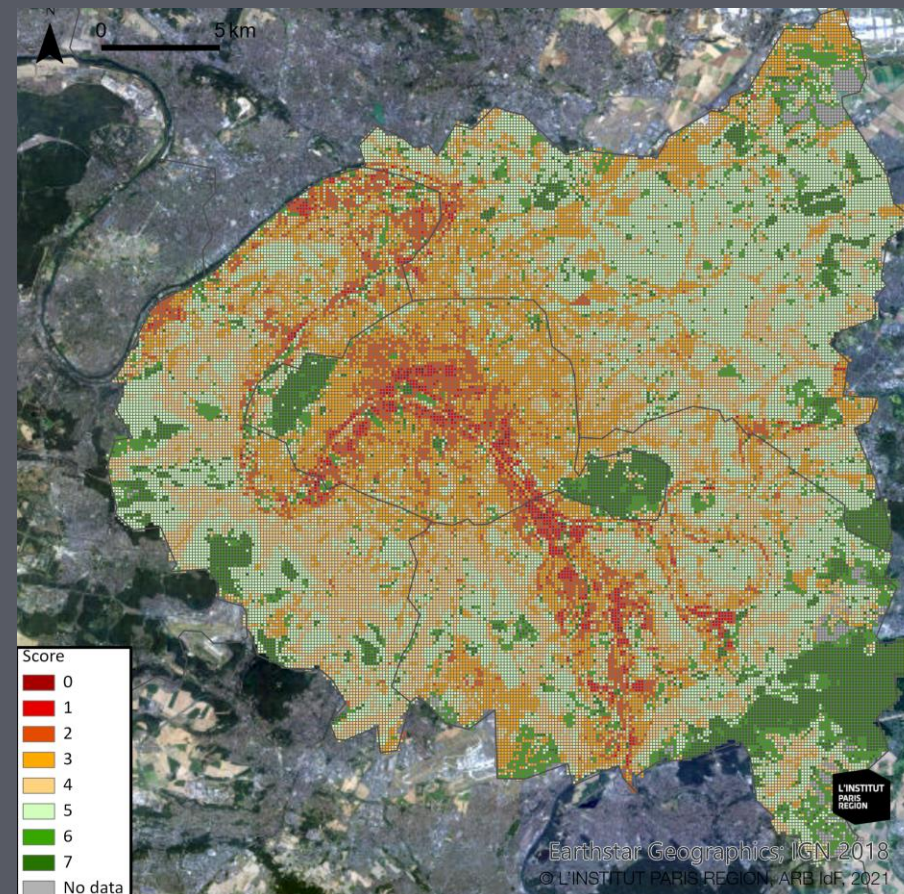 N
0 5 km
Score
0
1
2
3
4
5
6
7
No data
L'INSTITUT
PARIS
REGION
Earthstar Geographics; IGN 2018
© L'INSTITUT PARIS REGION, ARB IdF, 2021